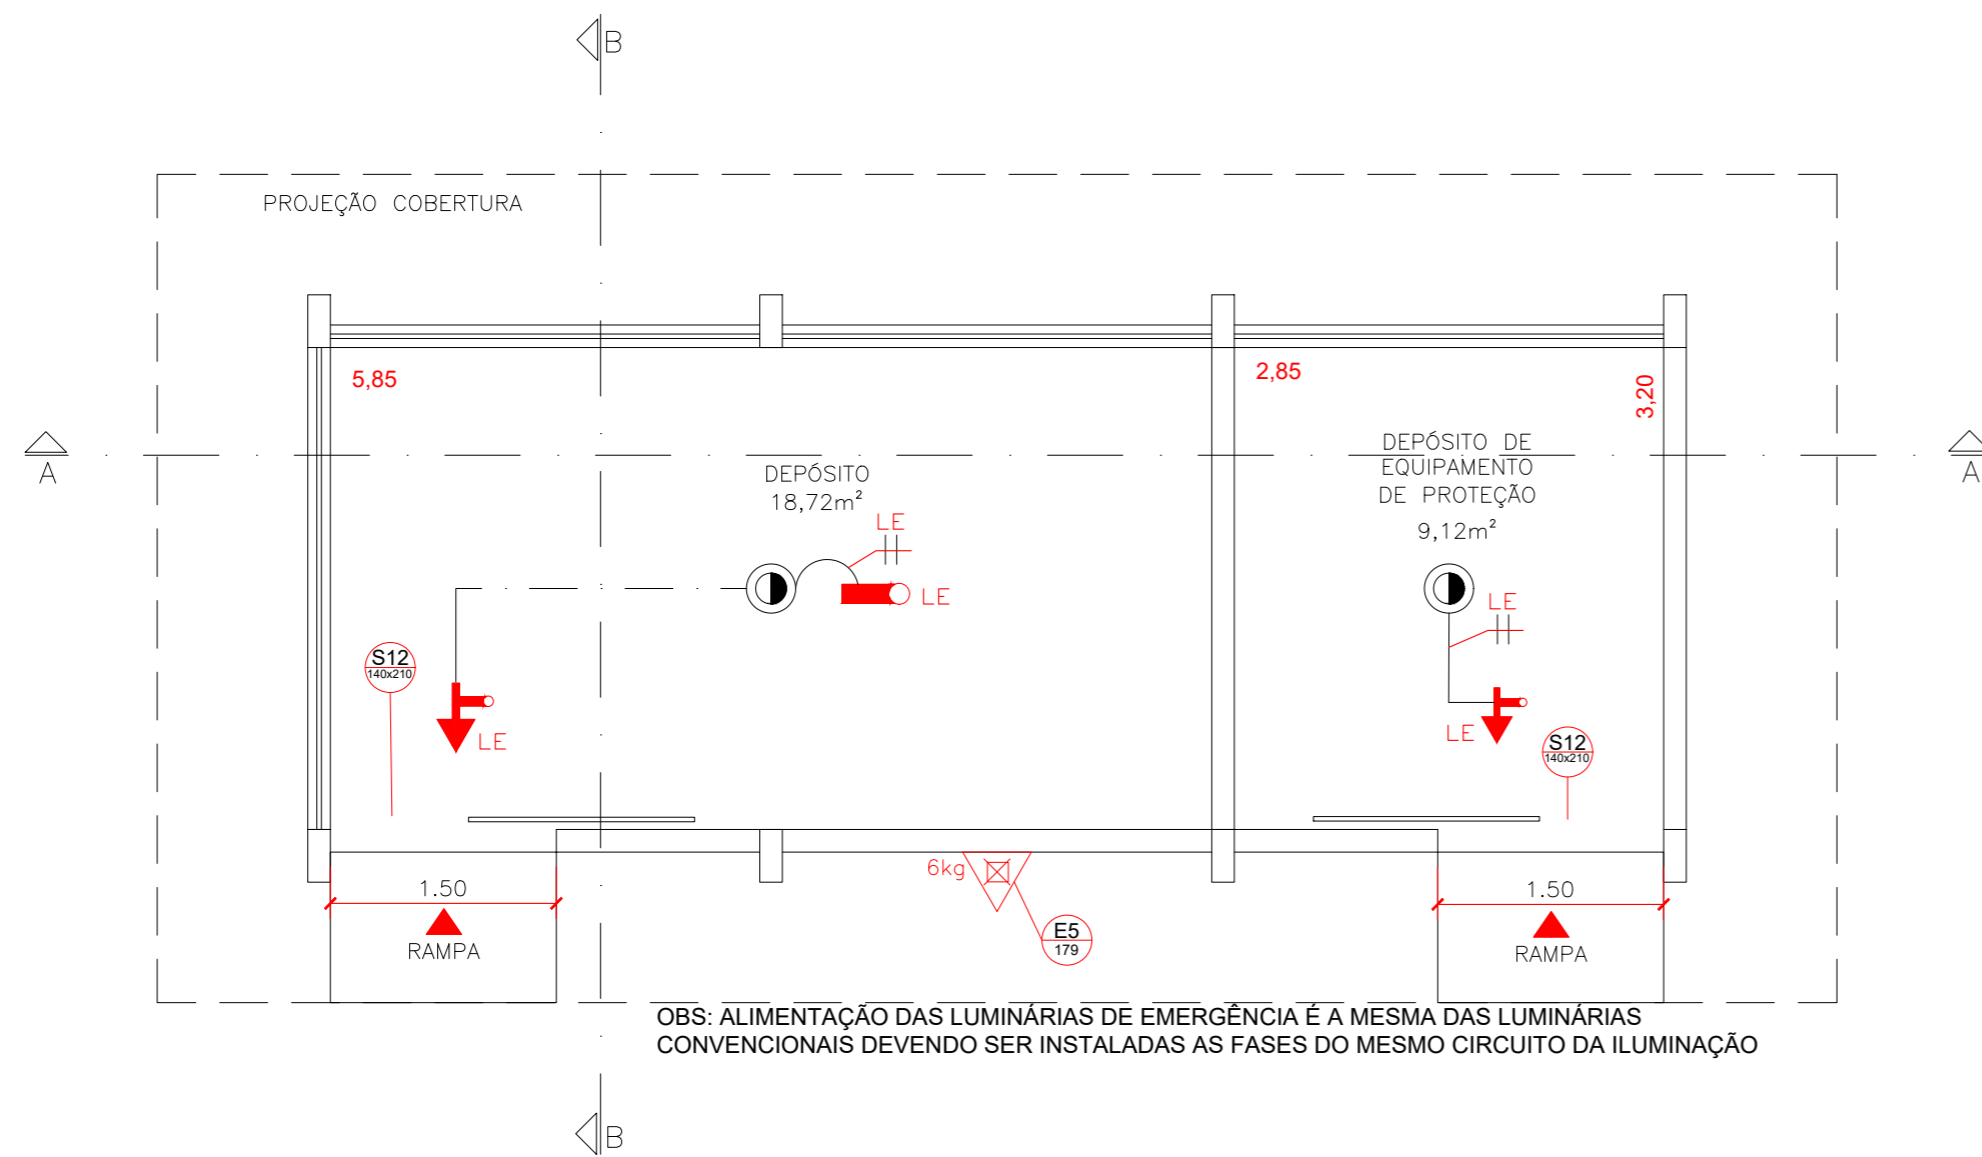 B
PROJEÇÃO COBERTURA
5,85
2,85
3,20
A
A
DEPÓSITO
18,72m²
DEPÓSITO DE
EQUIPAMENTO
DE PROTEÇÃO
9,12m²
LE
LE
LE
S12
140x210
LE
LE
S12
140x210
6kg
1.50
RAMPA
E5
179
1.50
RAMPA
OBS: ALIMENTAÇÃO DAS LUMINÁRIAS DE EMERGÊNCIA É A MESMA DAS LUMINÁRIAS
CONVENCIONAIS DEVENDO SER INSTALADAS AS FASES DO MESMO CIRCUITO DA ILUMINAÇÃO
B